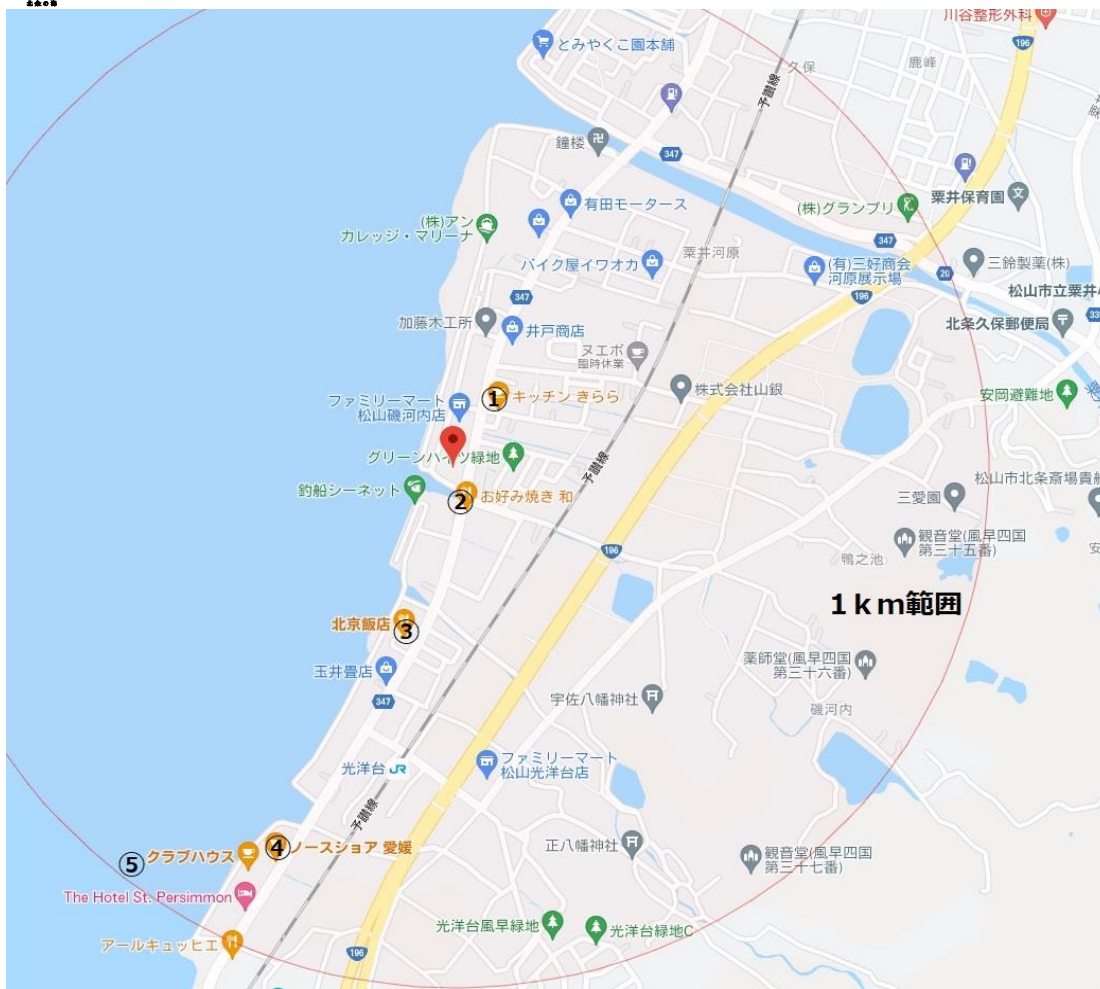 川谷整形外科
196
とみやくこ園本舗
久保
鹿峰
予讃線
鐘楼
347
粟井保育園
(株)グランプリ
有田モータース
(株)アン
カレッジ・マリーナ
347
粟井河原
バイク屋イワオカ
(有)三好商会
河原展示場
20
三鈴製薬(株)
196
松山市立粟井小
347
加藤木工所
井戸商店
北条久保郵便局
ヌエボ
臨時休業
株式会社山銀
①
キッチン きらら
ファミリーマート
松山磯河内店
安岡避難地
グリーンハイツ緑地
予讃線
釣船シーネット
②
お好み焼き 和
三愛園
松山市北条斎場貴船
観音堂(風早四国
第三十五番)
196
鴨之池
1km範囲
北京飯店
③
玉井畳店
薬師堂(風早四国
第三十六番)
347
宇佐八幡神社
磯河内
光洋台 JR
ファミリーマート
松山光洋台店
予讃線
⑤
クラブハウス
④
ノースショア 愛媛
正八幡神社
観音堂(風早四国
第三十七番)
The Hotel St. Persimmon
光洋台風早緑地
光洋台緑地C
アールキュッヒエ
196